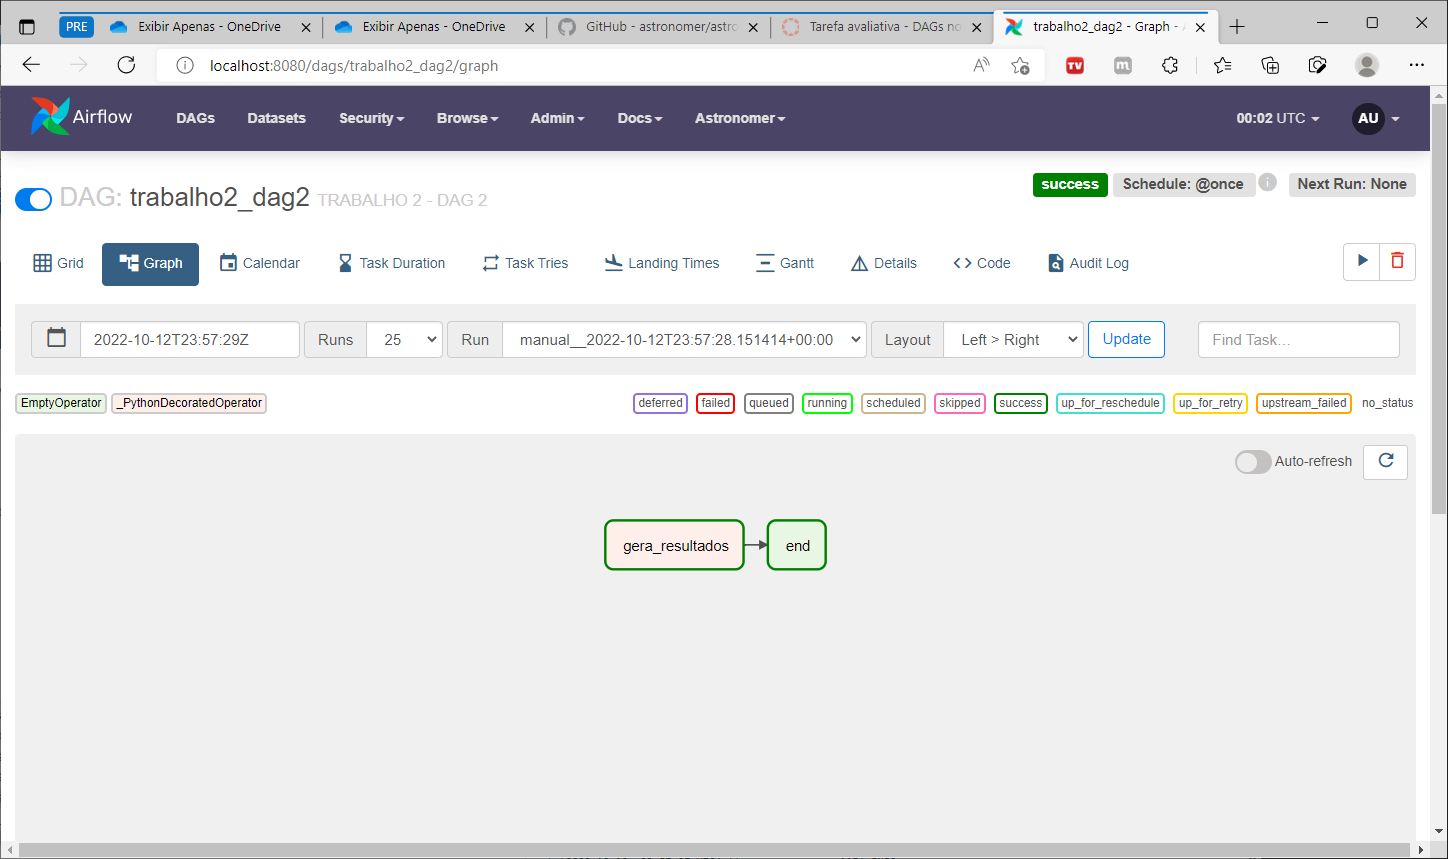 PRE Exibir Apenas - OneDrive Exibir Apenas - OneDrive GitHub - astronomer/astro Tarefa avaliativa - DAGs no trabalho2_dag2 - Graph -
localhost:8080/dags/trabalho2_dag2/graph
Airflow DAGs Datasets Security Browse Admin Docs Astronomer 00:02 UTC AU
DAG: trabalho2_dag2 TRABALHO 2 - DAG 2 success Schedule: @once i Next Run: None
Grid Graph Calendar Task Duration Task Tries Landing Times Gantt Details Code Audit Log
2022-10-12T23:57:29Z Runs 25 Run manual__2022-10-12T23:57:28.151414+00:00 Layout Left > Right Update Find Task...
EmptyOperator _PythonDecoratedOperator deferred failed queued running scheduled skipped success up_for_reschedule up_for_retry upstream_failed no_status
Auto-refresh
gera_resultados end